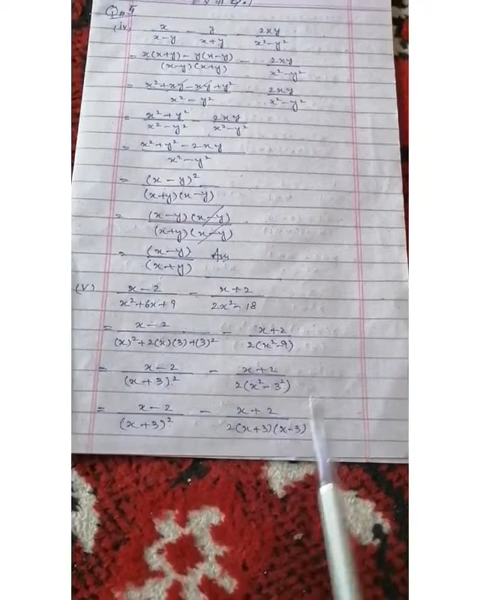 Q no 4
(iv) x/(x-y) - y/(x+y) - 2xy/(x²-y²)
= (x(x+y) - y(x-y))/((x-y)(x+y)) - 2xy/(x²-y²)
= (x²+xy-xy+y²)/(x²-y²) - 2xy/(x²-y²)
= (x²+y²)/(x²-y²) - 2xy/(x²-y²)
= (x²+y²-2xy)/(x²-y²)
= (x-y)²/((x+y)(x-y))
= (x-y)(x-y)/((x+y)(x-y))
= (x-y)/(x+y) Ans
(v) (x-2)/(x²+6x+9) - (x+2)/(2x²-18)
= (x-2)/((x)²+2(x)(3)+(3)²) - (x+2)/(2(x²-9))
= (x-2)/(x+3)² - (x+2)/(2(x²-3²))
= (x-2)/(x+3)² - (x+2)/(2(x+3)(x-3))